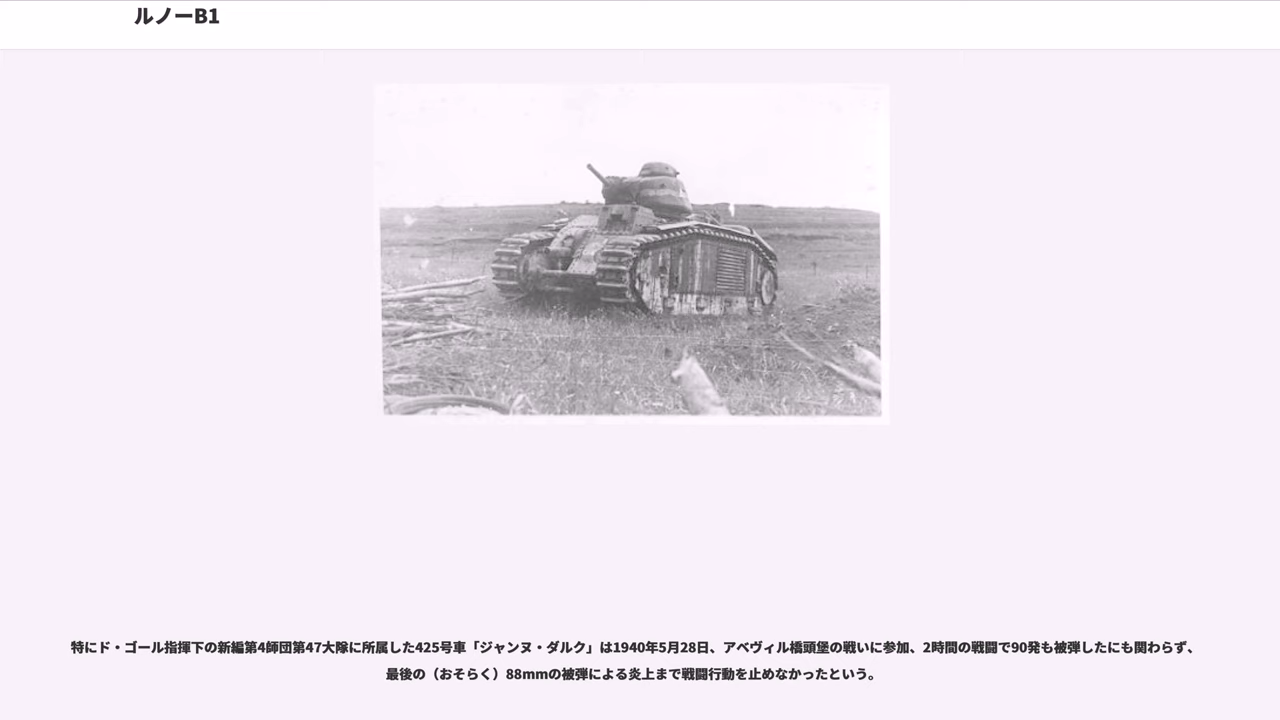 ルノーB1
特にド・ゴール指揮下の新編第4師団第47大隊に所属した425号車「ジャンヌ・ダルク」は1940年5月28日、アベヴィル橋頭堡の戦いに参加、2時間の戦闘で90発も被弾したにも関わらず、
最後の（おそらく）88mmの被弾による炎上まで戦闘行動を止めなかったという。